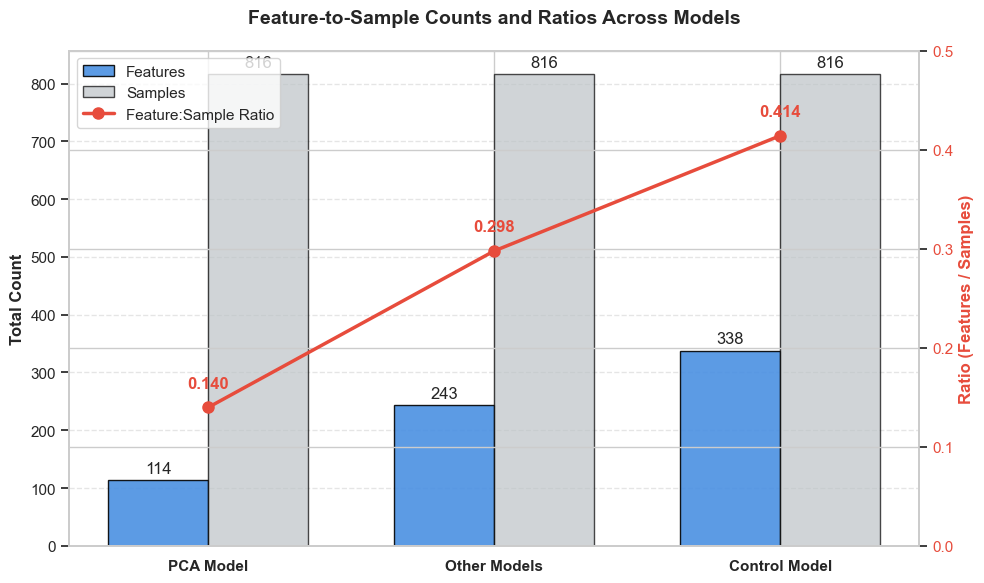 Feature-to-Sample Counts and Ratios Across Models
Features
Samples
Feature:Sample Ratio
816
816
816
0.414
0.298
0.140
338
243
114
Total Count
800
700
600
500
400
300
200
100
0
Ratio (Features / Samples)
0.5
0.4
0.3
0.2
0.1
0.0
PCA Model
Other Models
Control Model